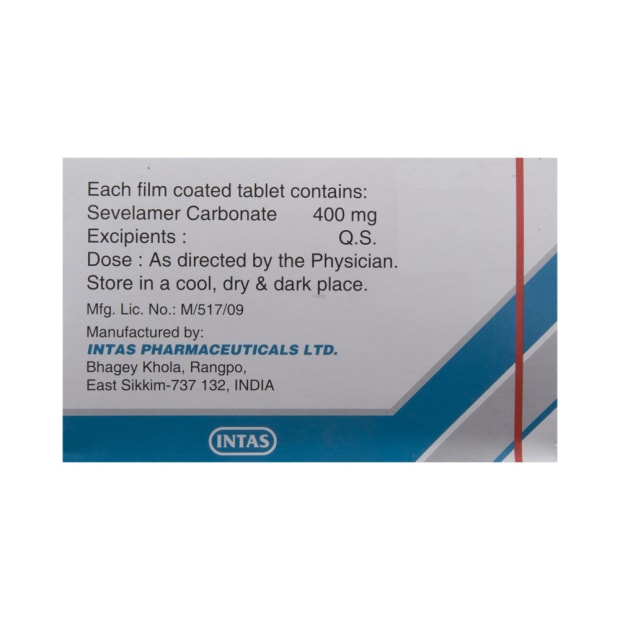 Each film coated tablet contains:
Sevelamer Carbonate 400 mg
Excipients : Q.S.
Dose : As directed by the Physician.
Store in a cool, dry & dark place.
Mfg. Lic. No.: M/517/09
Manufactured by:
INTAS PHARMACEUTICALS LTD.
Bhagey Khola, Rangpo,
East Sikkim-737 132, INDIA
INTAS